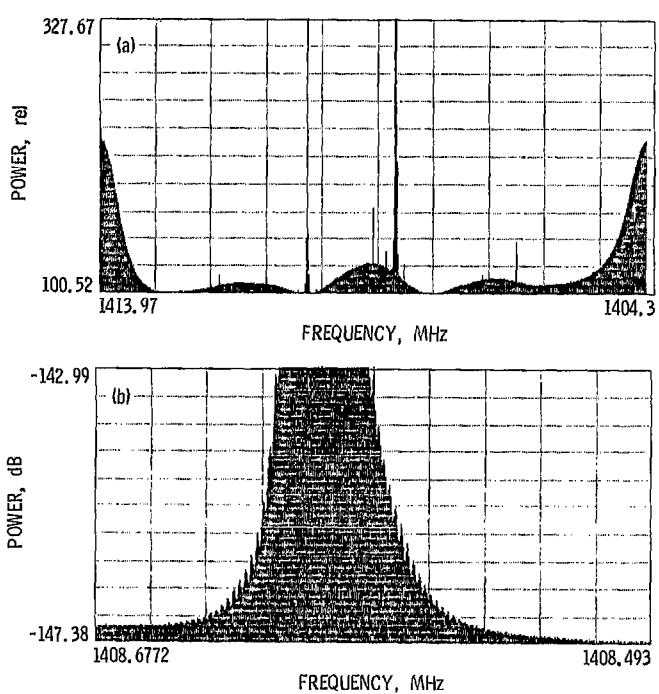 327.67
(a)
POWER, rel
100.52
1413.97
1404.3
FREQUENCY, MHz
-142.99
(b)
POWER, dB
-147.38
1408.6772
1408.493
FREQUENCY, MHz